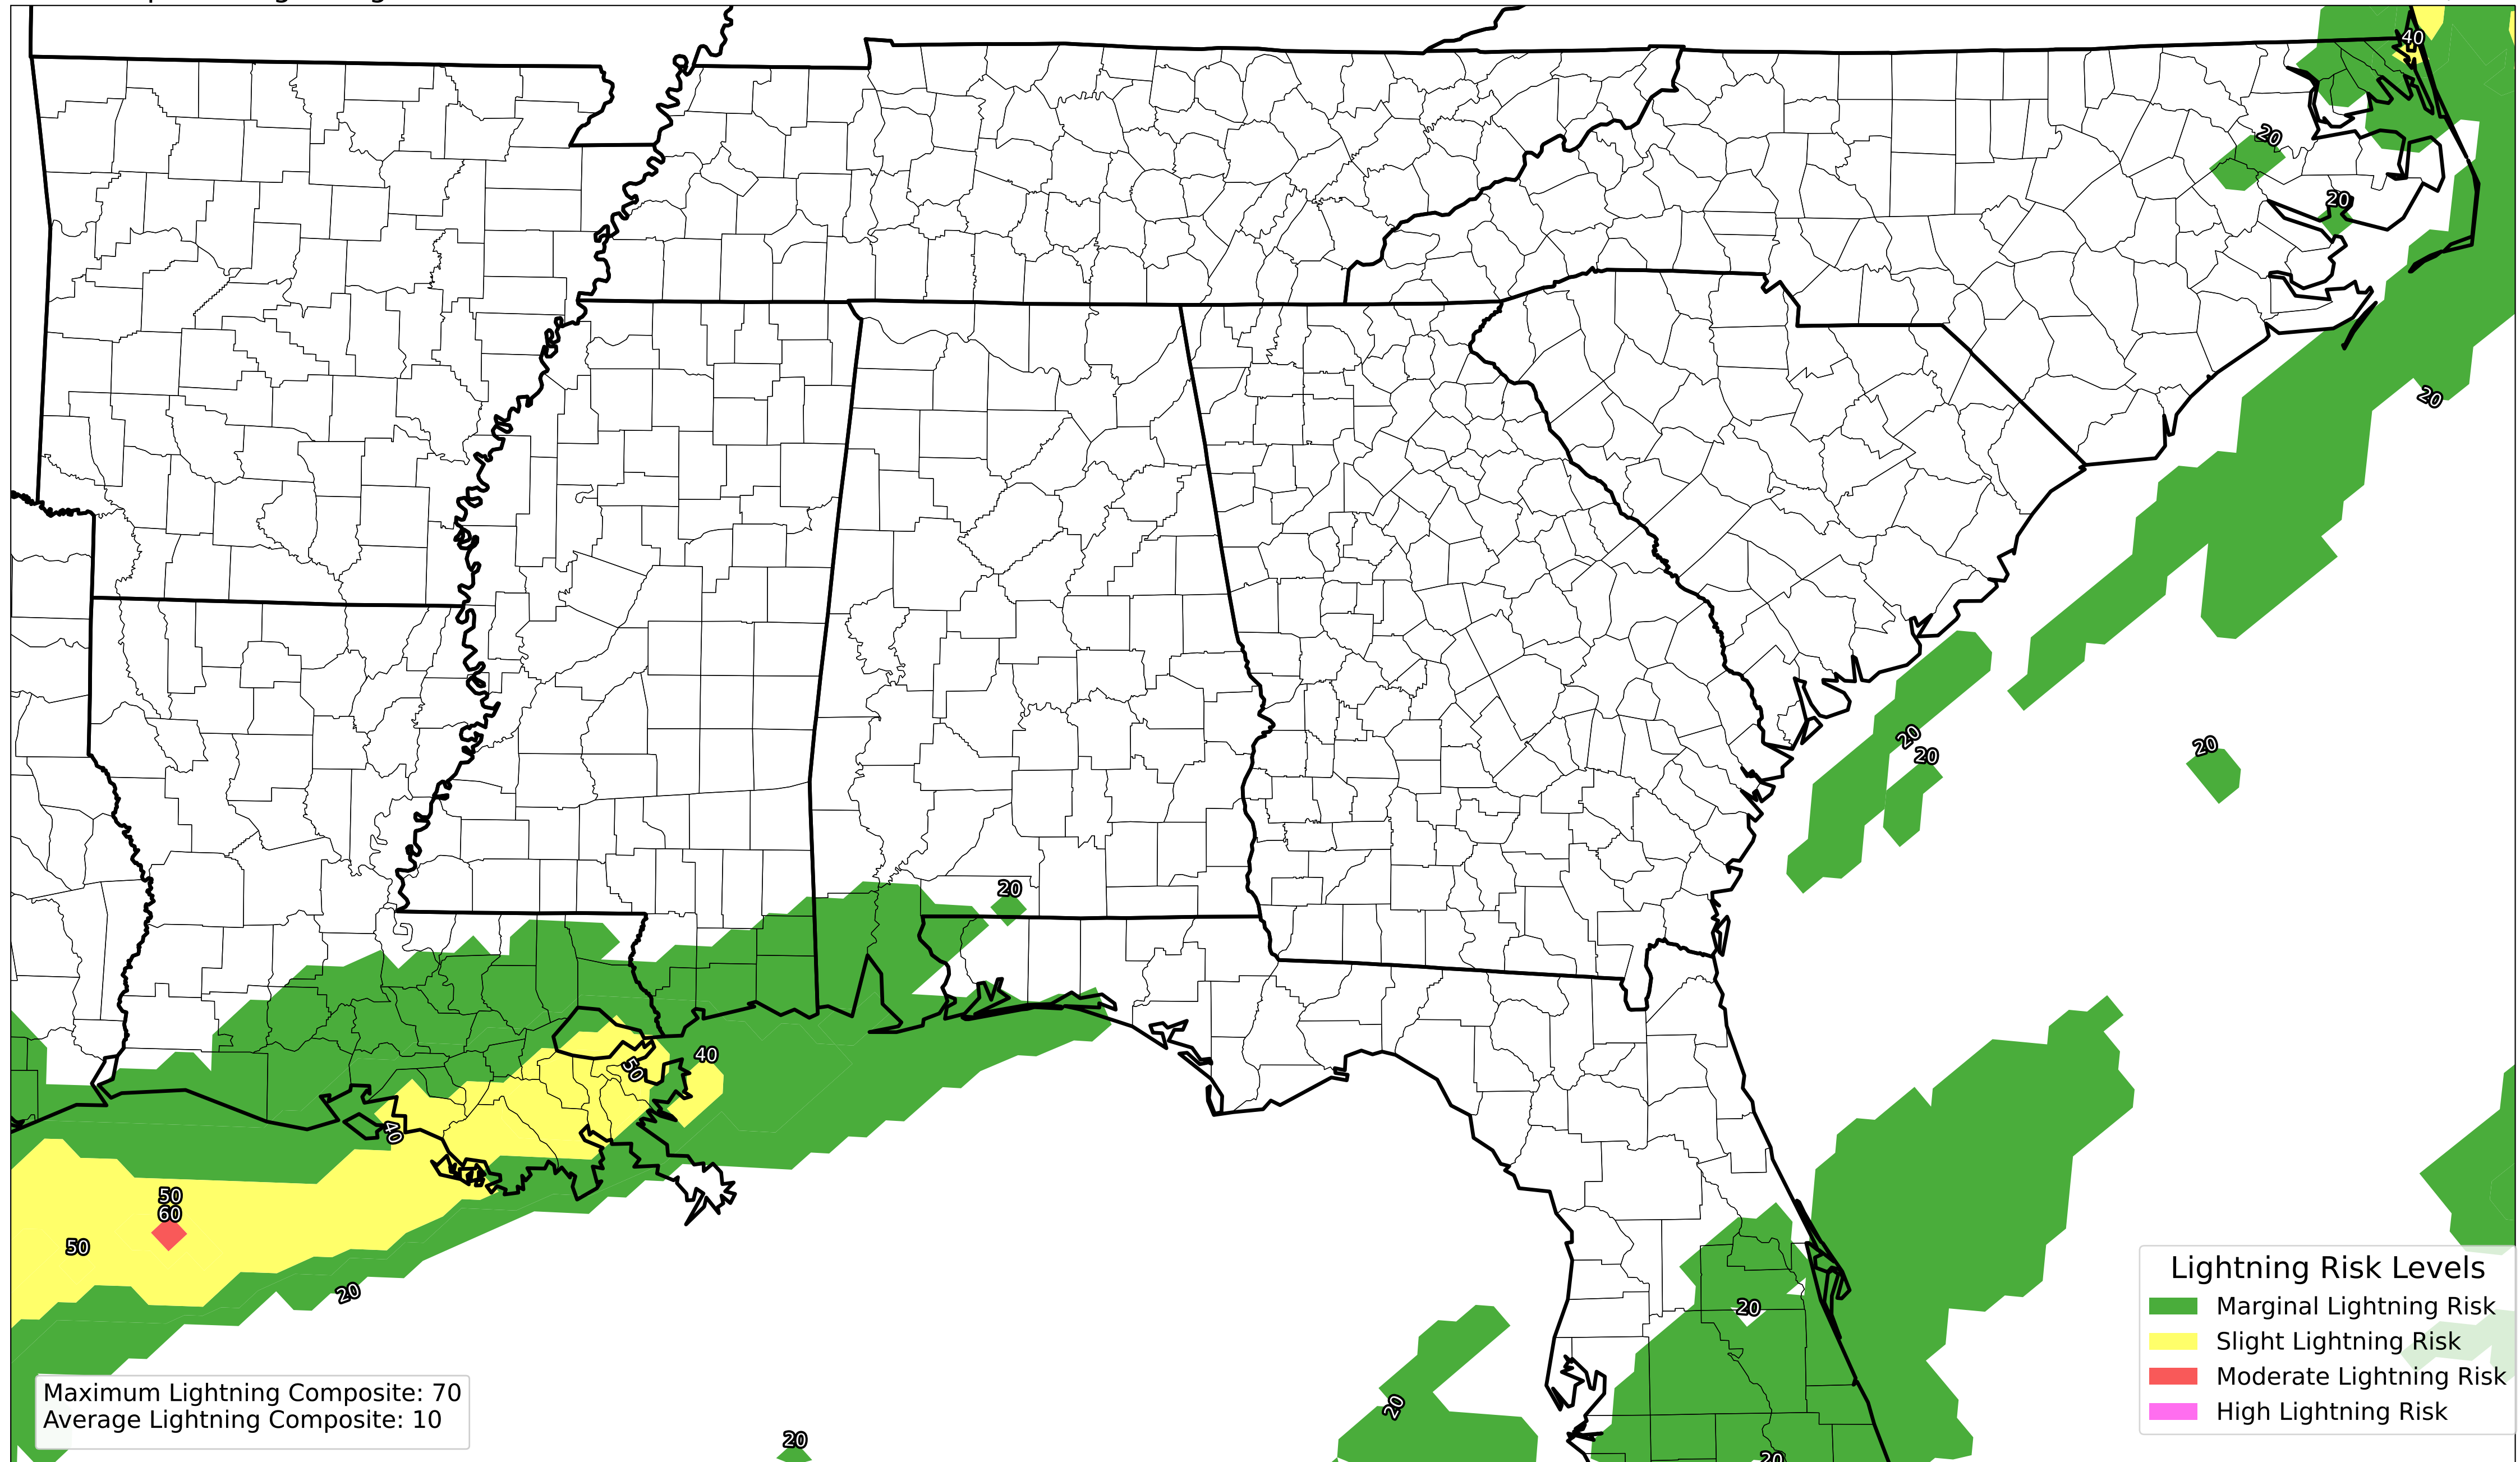 40
20
20
20
20
20
20
20
40
50
40
50
60
50
20
20
20
20
20
Lightning Risk Levels
Marginal Lightning Risk
Slight Lightning Risk
Moderate Lightning Risk
High Lightning Risk
Maximum Lightning Composite: 70
Average Lightning Composite: 10